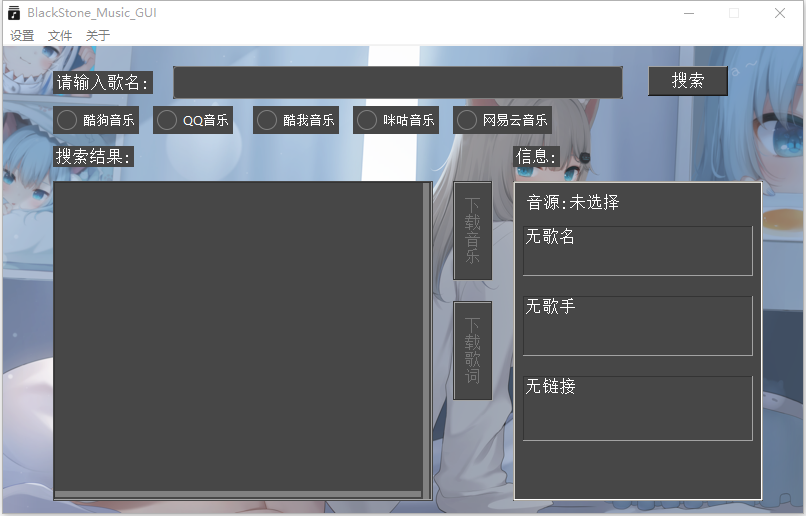 BlackStone_Music_GUI
设置 文件 关于
请输入歌名: 搜索
酷狗音乐 QQ音乐 酷我音乐 咪咕音乐 网易云音乐
搜索结果: 信息:
下载音乐
下载歌词
音源:未选择
无歌名
无歌手
无链接